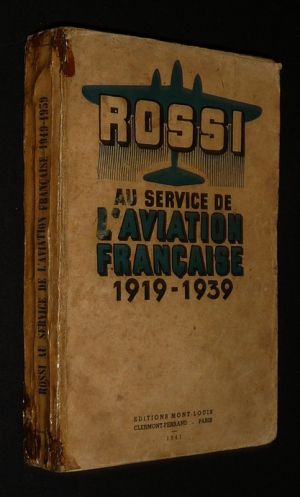 ROSSI
AU SERVICE DE
L'AVIATION
FRANÇAISE
1919-1939
EDITIONS MONT-LOUIS
CLERMONT-FERRAND - PARIS
1941
ROSSI AU SERVICE DE L'AVIATION FRANÇAISE 1919-1939